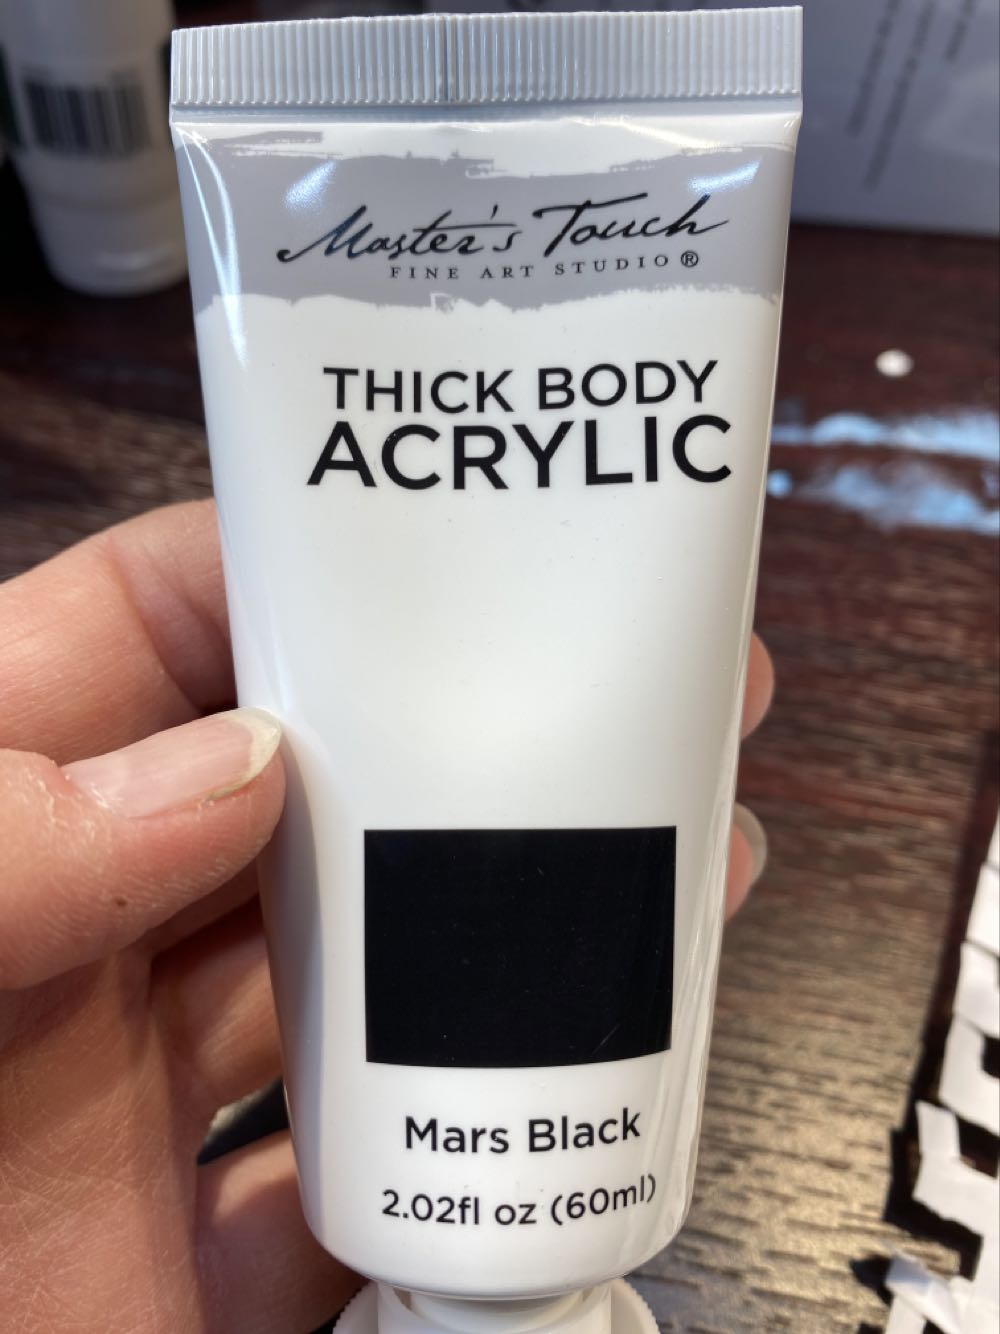 Master's Touch
FINE ART STUDIO®
THICK BODY
ACRYLIC
Mars Black
2.02fl oz (60ml)